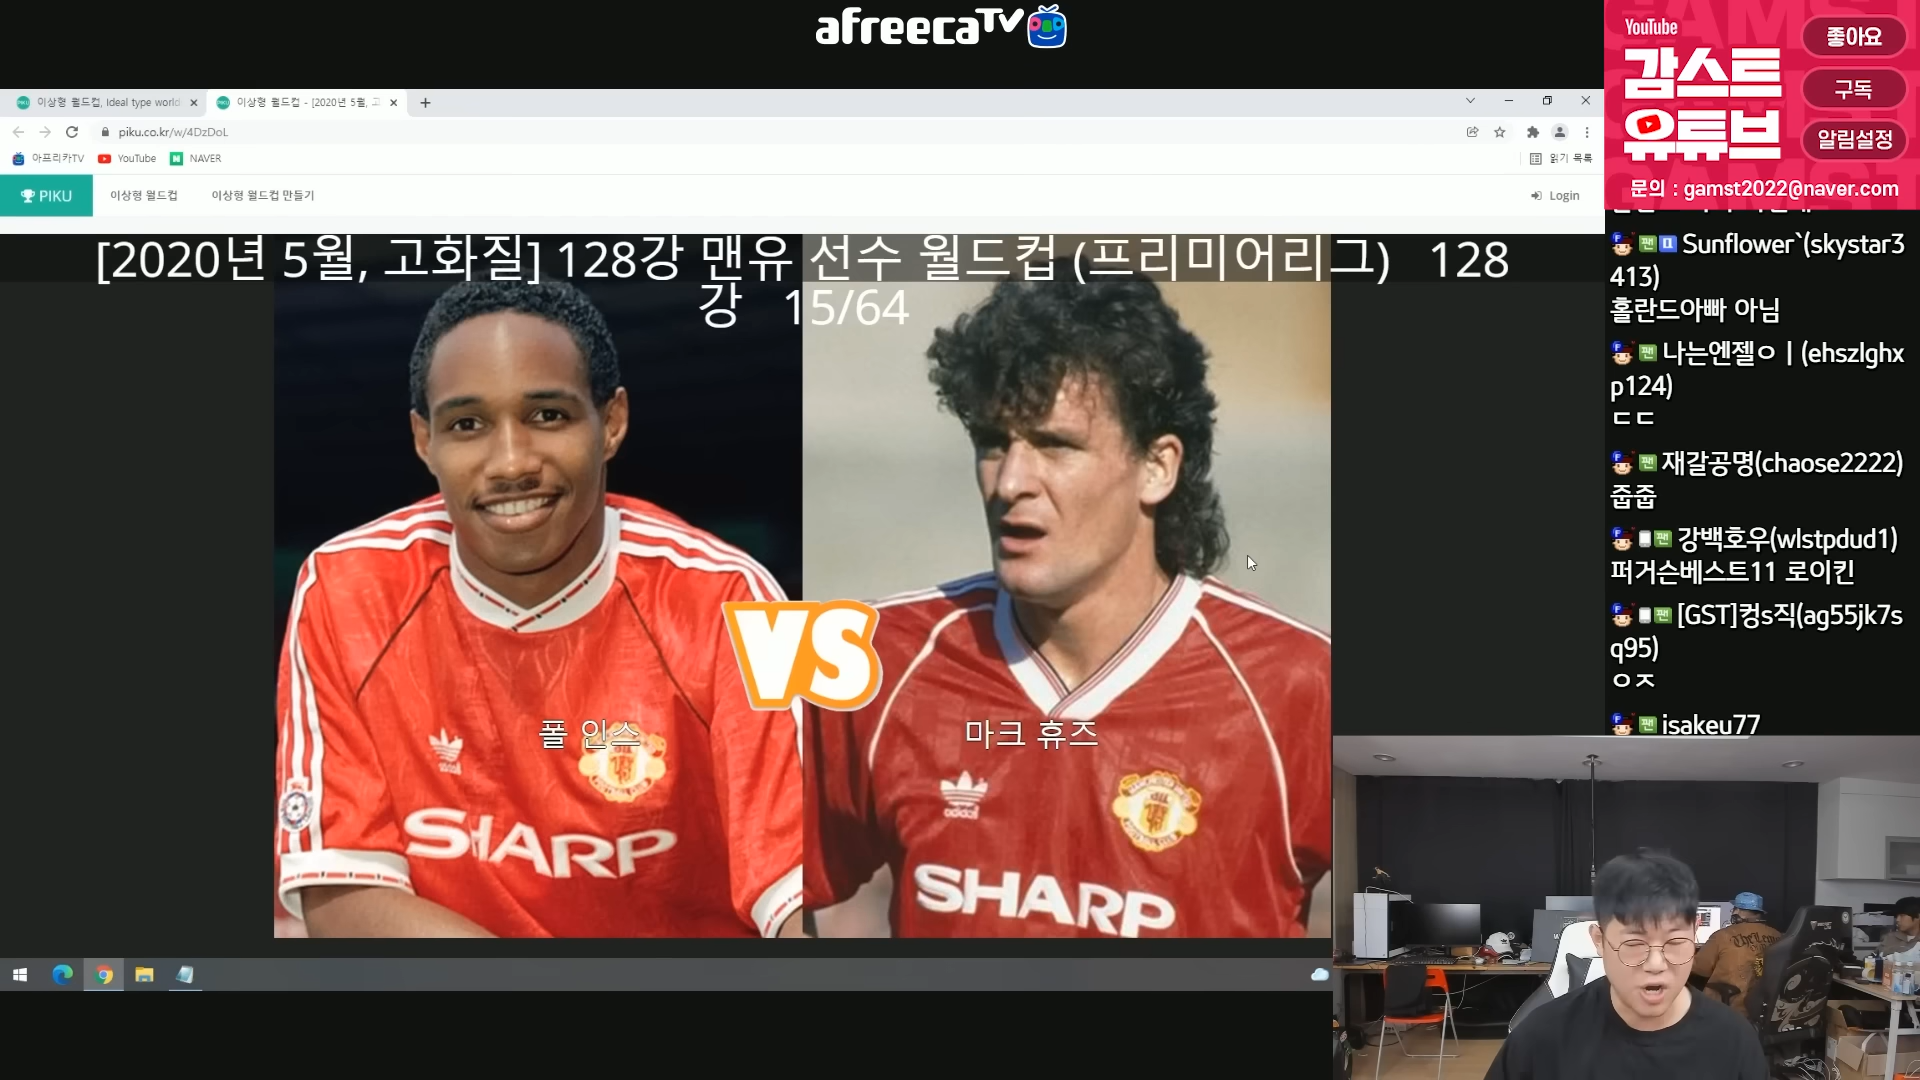 afreecaTV
이상형 월드컵, Ideal type world
이상형 월드컵 - [2020년 5월, 고
piku.co.kr/w/4DzDoL
아프리카TV
YouTube
NAVER
읽기 목록
PIKU
이상형 월드컵
이상형 월드컵 만들기
Login
[2020년 5월, 고화질] 128강 맨유 선수 월드컵 (프리미어리그) 128
강 15/64
VS
폴 인스
마크 휴즈
adidas
SHARP
SHARP
YouTube
감스트
유튜브
좋아요
구독
알림설정
문의 : gamst2022@naver.com
Sunflower`(skystar3
413)
홀란드아빠 아님
나는엔젤ㅇㅣ(ehszlghx
p124)
ㄷㄷ
재갈공명(chaose2222)
줍줍
강백호우(wlstpdud1)
퍼거슨베스트11 로이킨
[GST]컹s직(ag55jk7s
q95)
ㅇㅈ
isakeu77